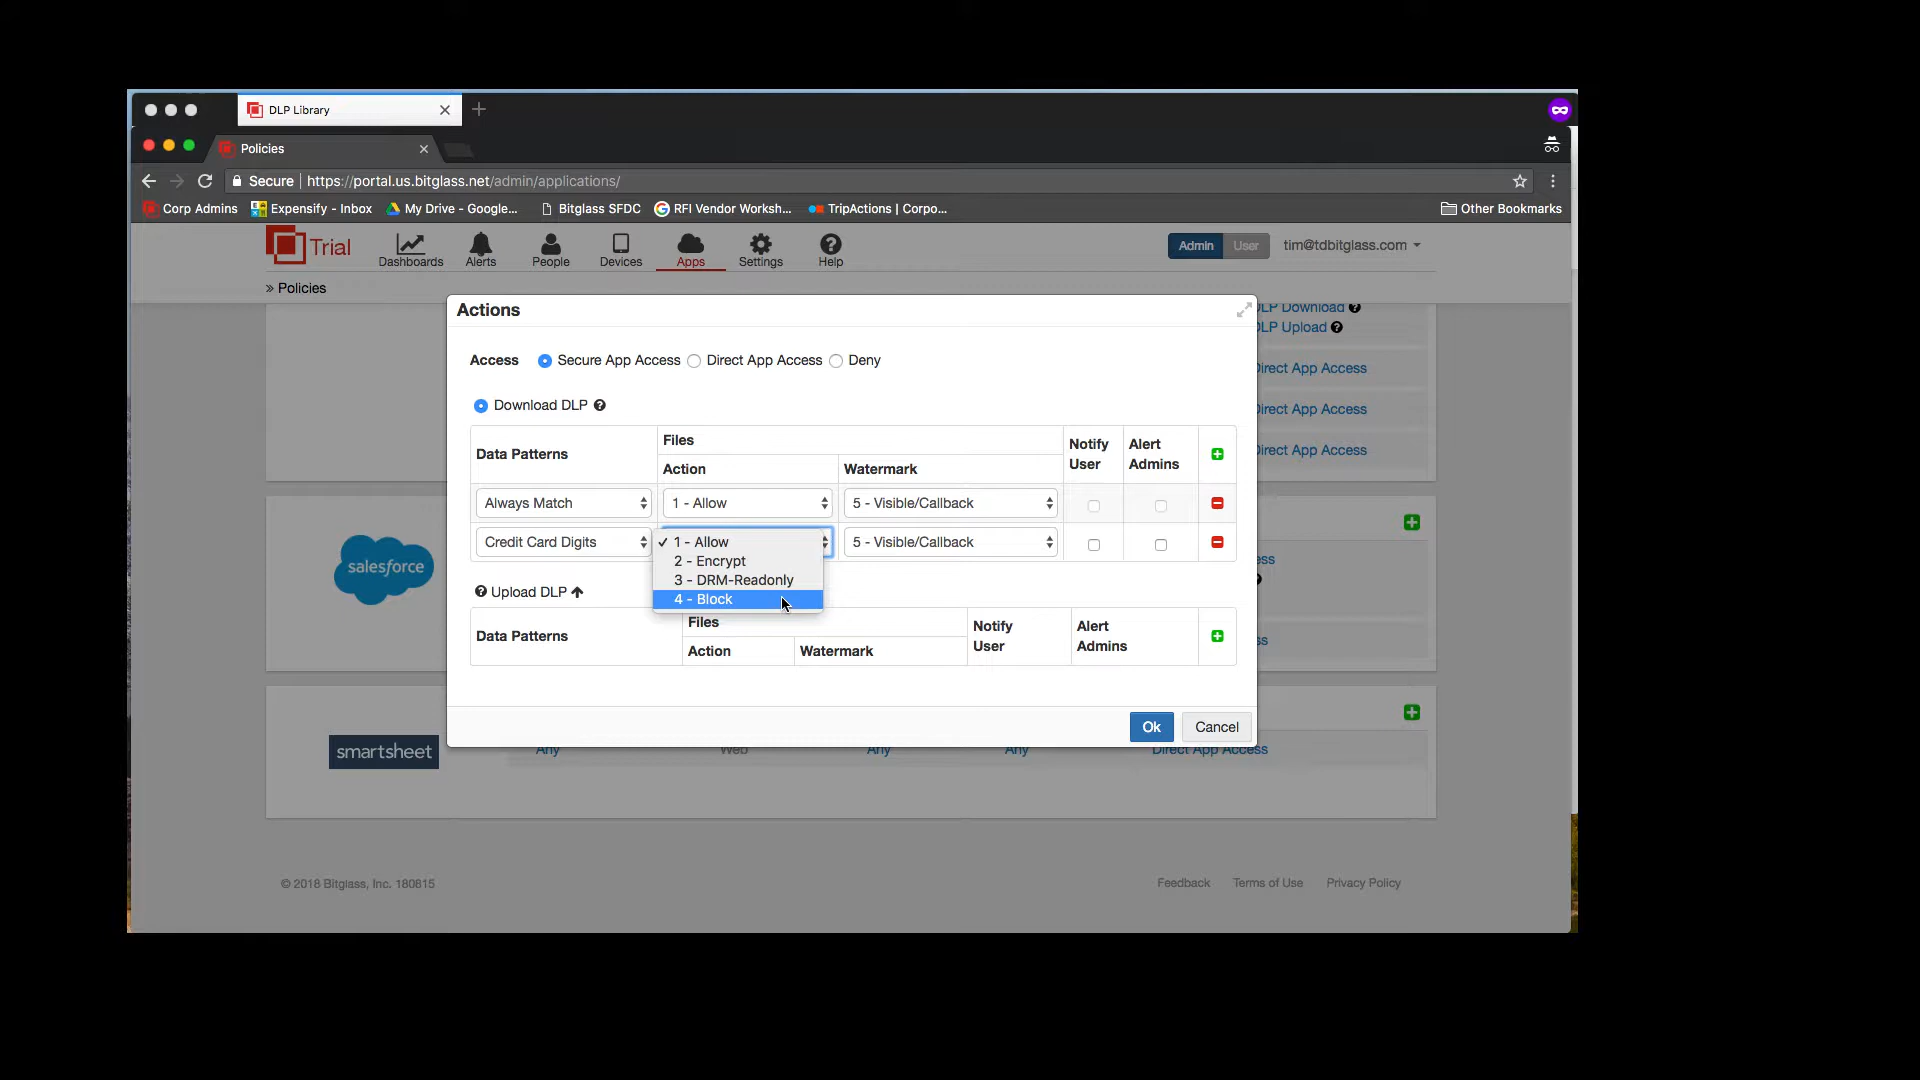 DLP Library
Policies
Secure https://portal.us.bitglass.net/admin/applications/
Corp Admins Expensify - Inbox My Drive - Google... Bitglass SFDC RFI Vendor Worksh... TripActions | Corpo... Other Bookmarks
Trial Dashboards Alerts People Devices Apps Settings Help Admin User tim@tdbitglass.com
» Policies
Actions
DLP Download
DLP Upload
Direct App Access
Direct App Access
Direct App Access
Access Secure App Access Direct App Access Deny
Download DLP
Data Patterns Files Notify User Alert Admins
Action Watermark
Always Match 1 - Allow 5 - Visible/Callback
Credit Card Digits 1 - Allow 5 - Visible/Callback
2 - Encrypt
3 - DRM-Readonly
4 - Block
Upload DLP
Data Patterns Files Notify User Alert Admins
Action Watermark
Ok Cancel
salesforce
smartsheet
Any Web Any Any Direct App Access
© 2018 Bitglass, Inc. 180615
Feedback Terms of Use Privacy Policy